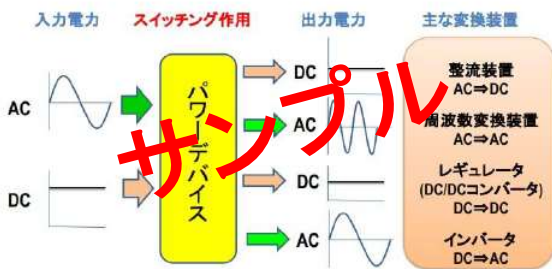 入力電力
スイッチング作用
出力電力
主な変換装置
AC
DC
パワーデバイス
DC
AC
DC
AC
整流装置
AC⇒DC
周波数変換装置
AC⇒AC
レギュレータ
(DC/DCコンバータ)
DC⇒DC
インバータ
DC⇒AC
サンプル